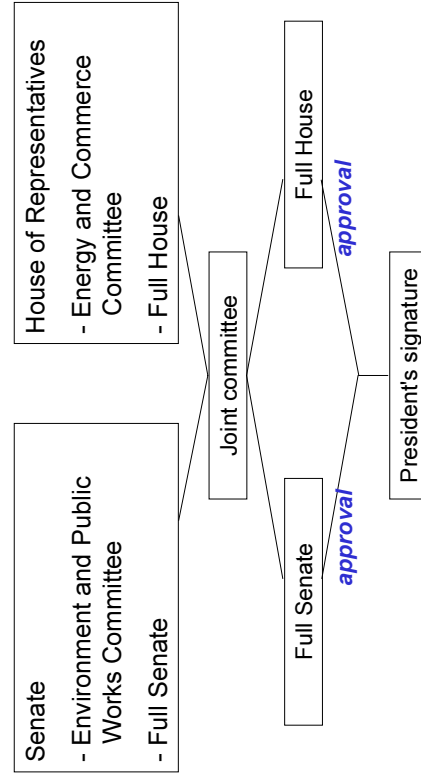 Senate
- Environment and Public
Works Committee
- Full Senate
House of Representatives
- Energy and Commerce
Committee
- Full House
Joint committee
Full Senate
Full House
approval
approval
President's signature